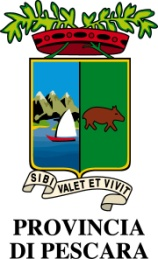 SIBI VALET ET VIVIT
PROVINCIA
DI PESCARA